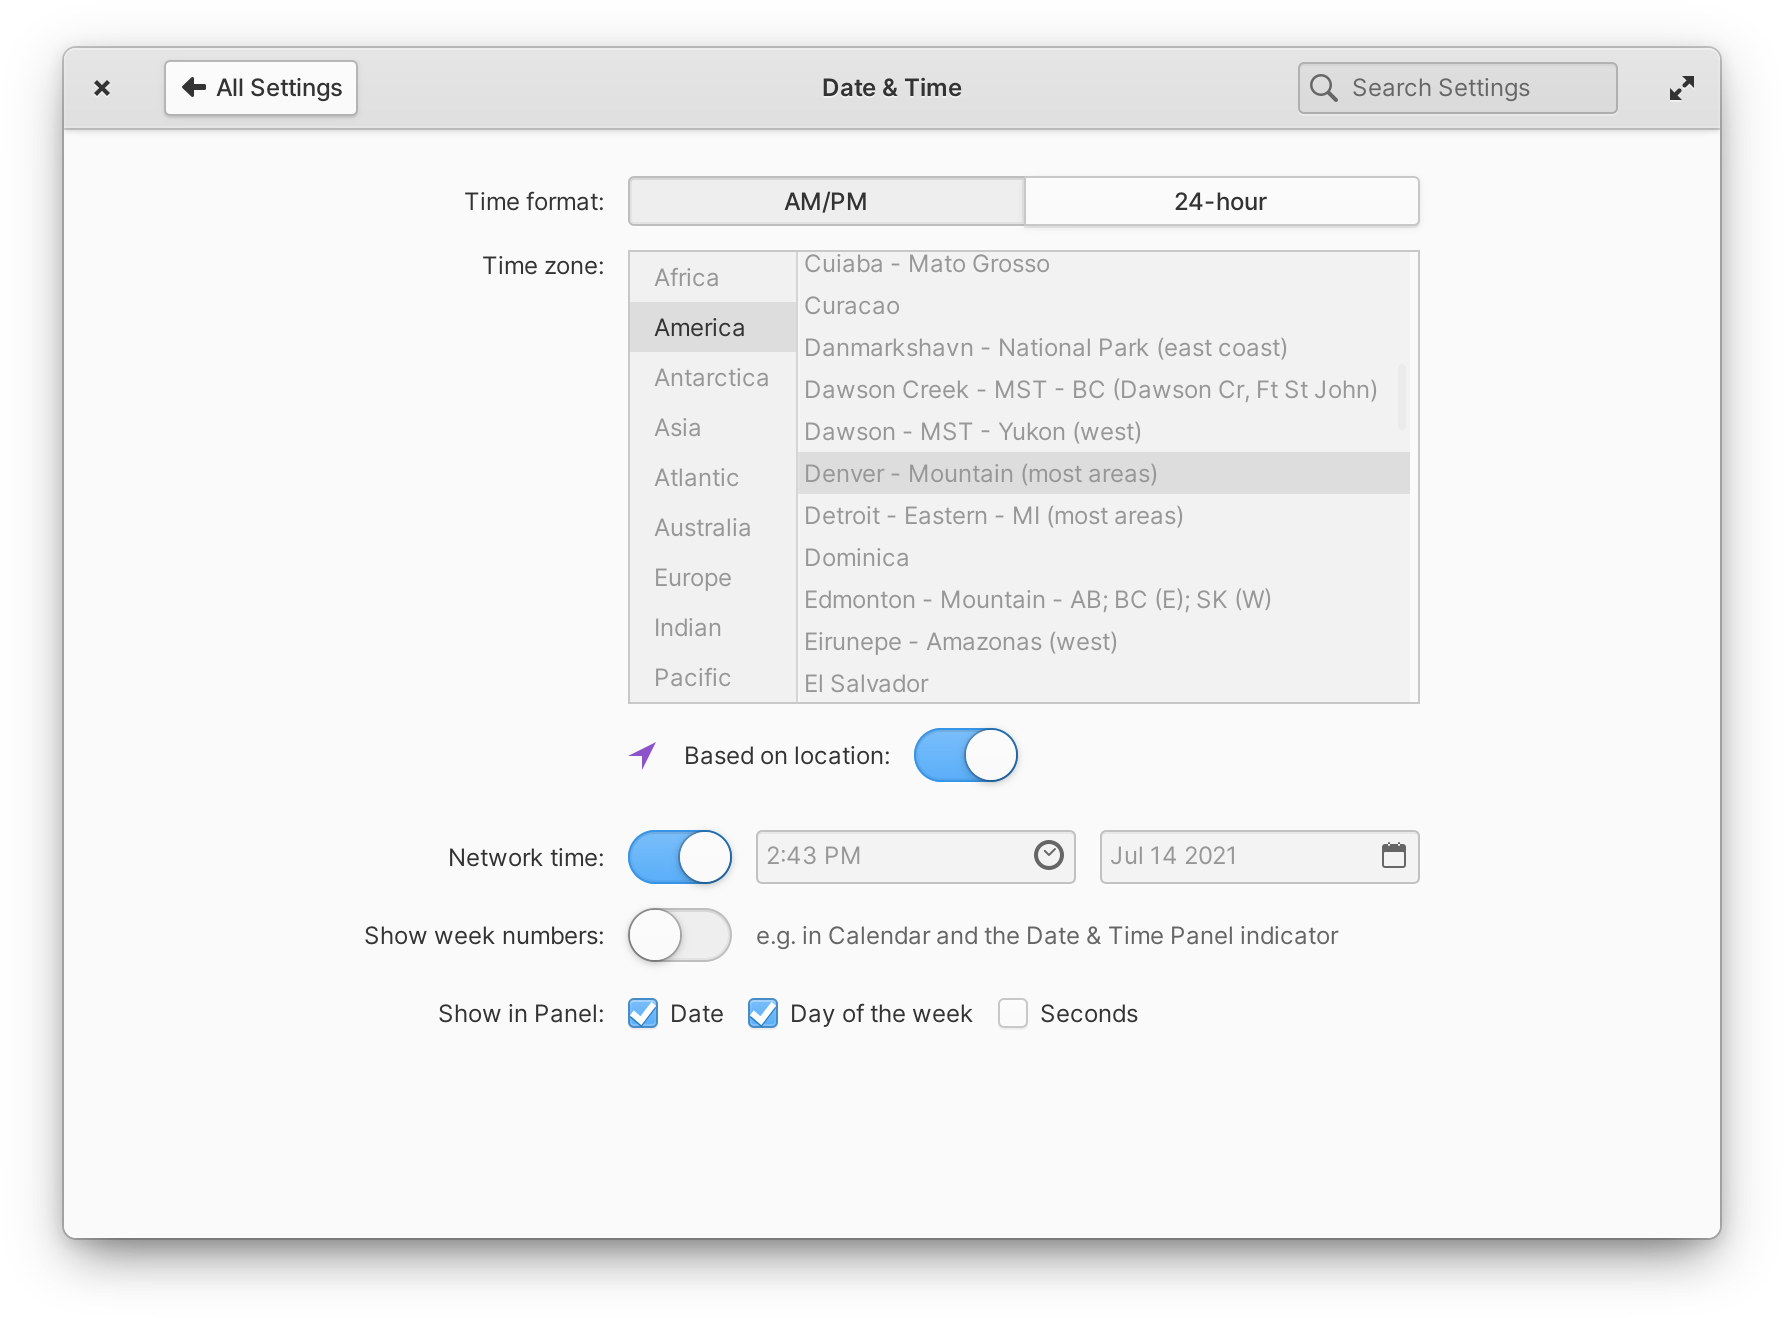 All Settings
Date & Time
Search Settings
Time format:
AM/PM
24-hour
Time zone:
Africa
America
Antarctica
Asia
Atlantic
Australia
Europe
Indian
Pacific
Cuiaba - Mato Grosso
Curacao
Danmarkshavn - National Park (east coast)
Dawson Creek - MST - BC (Dawson Cr, Ft St John)
Dawson - MST - Yukon (west)
Denver - Mountain (most areas)
Detroit - Eastern - MI (most areas)
Dominica
Edmonton - Mountain - AB; BC (E); SK (W)
Eirunepe - Amazonas (west)
El Salvador
Based on location:
Network time:
2:43 PM
Jul 14 2021
Show week numbers:
e.g. in Calendar and the Date & Time Panel indicator
Show in Panel:
Date
Day of the week
Seconds